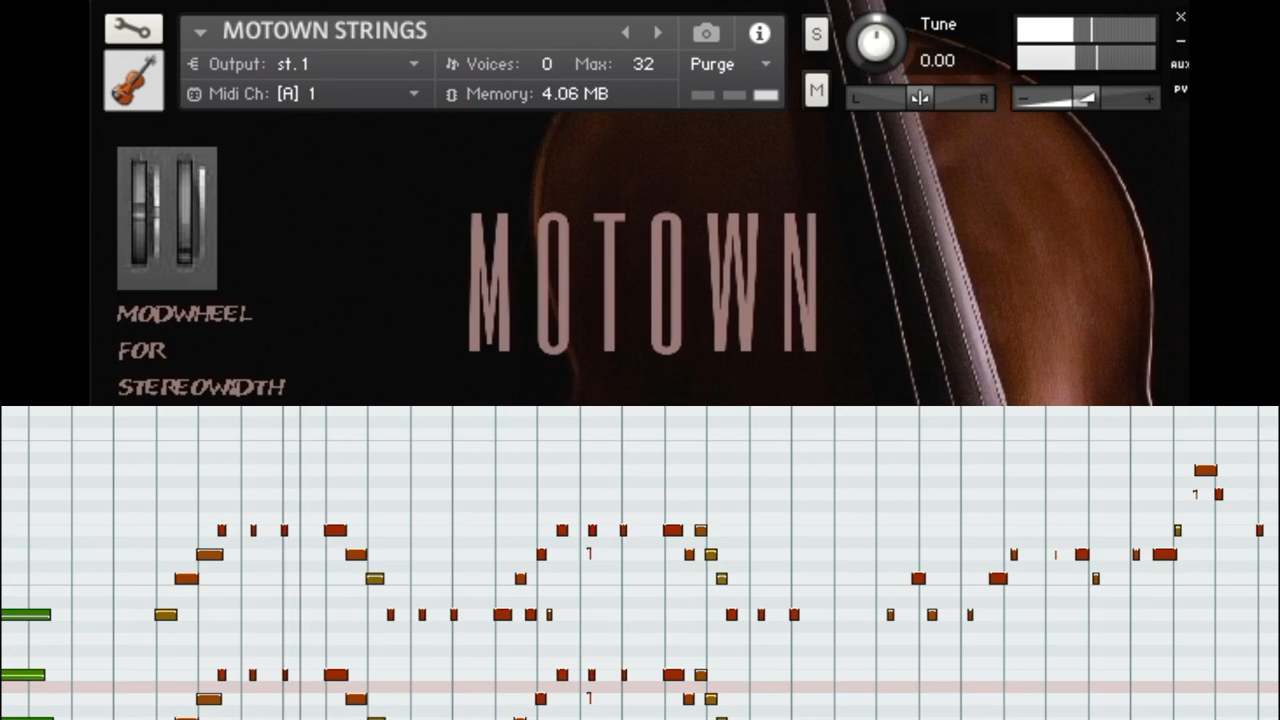 MOTOWN STRINGS
Output: st.1
Voices: 0 Max: 32
Purge
Midi Ch: [A] 1
Memory: 4.06 MB
S
M
Tune
0.00
L R
- +
X
AUX
PV
MOTOWN
MODWHEEL
FOR
STEREOWIDTH